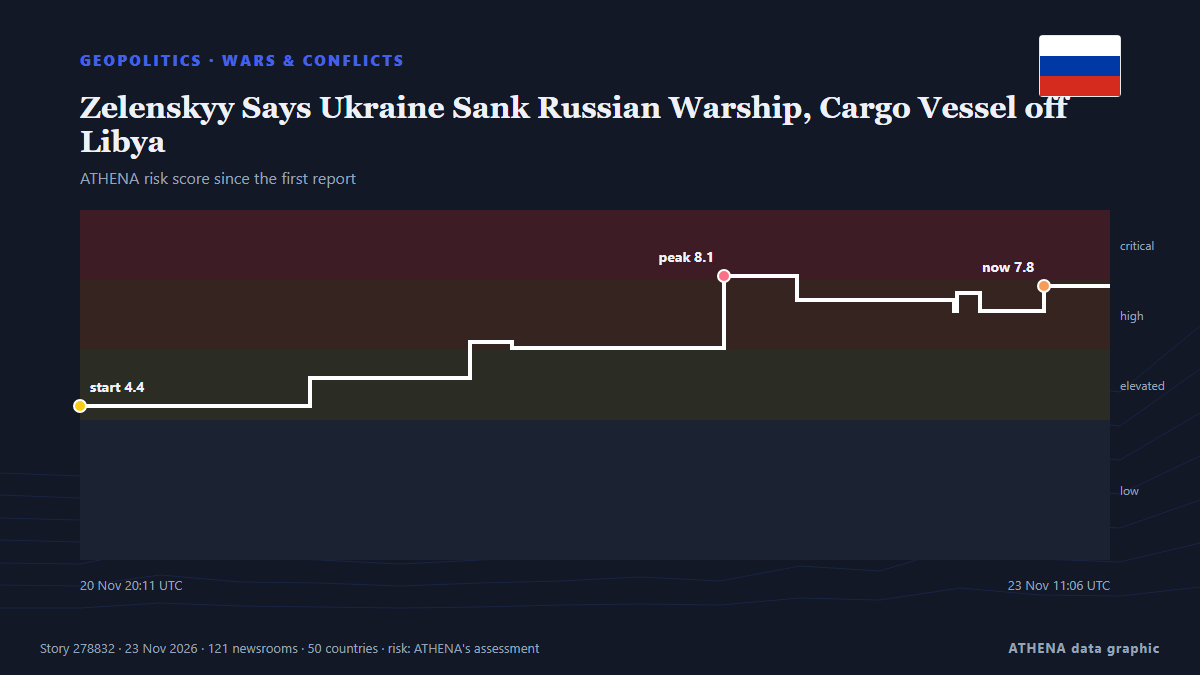 GEOPOLITICS · WARS & CONFLICTS
Zelenskyy Says Ukraine Sank Russian Warship, Cargo Vessel off
Libya
ATHENA risk score since the first report
critical
peak 8.1
now 7.8
high
start 4.4
elevated
low
20 Nov 20:11 UTC
23 Nov 11:06 UTC
Story 278832 · 23 Nov 2026 · 121 newsrooms · 50 countries · risk: ATHENA's assessment
ATHENA data graphic